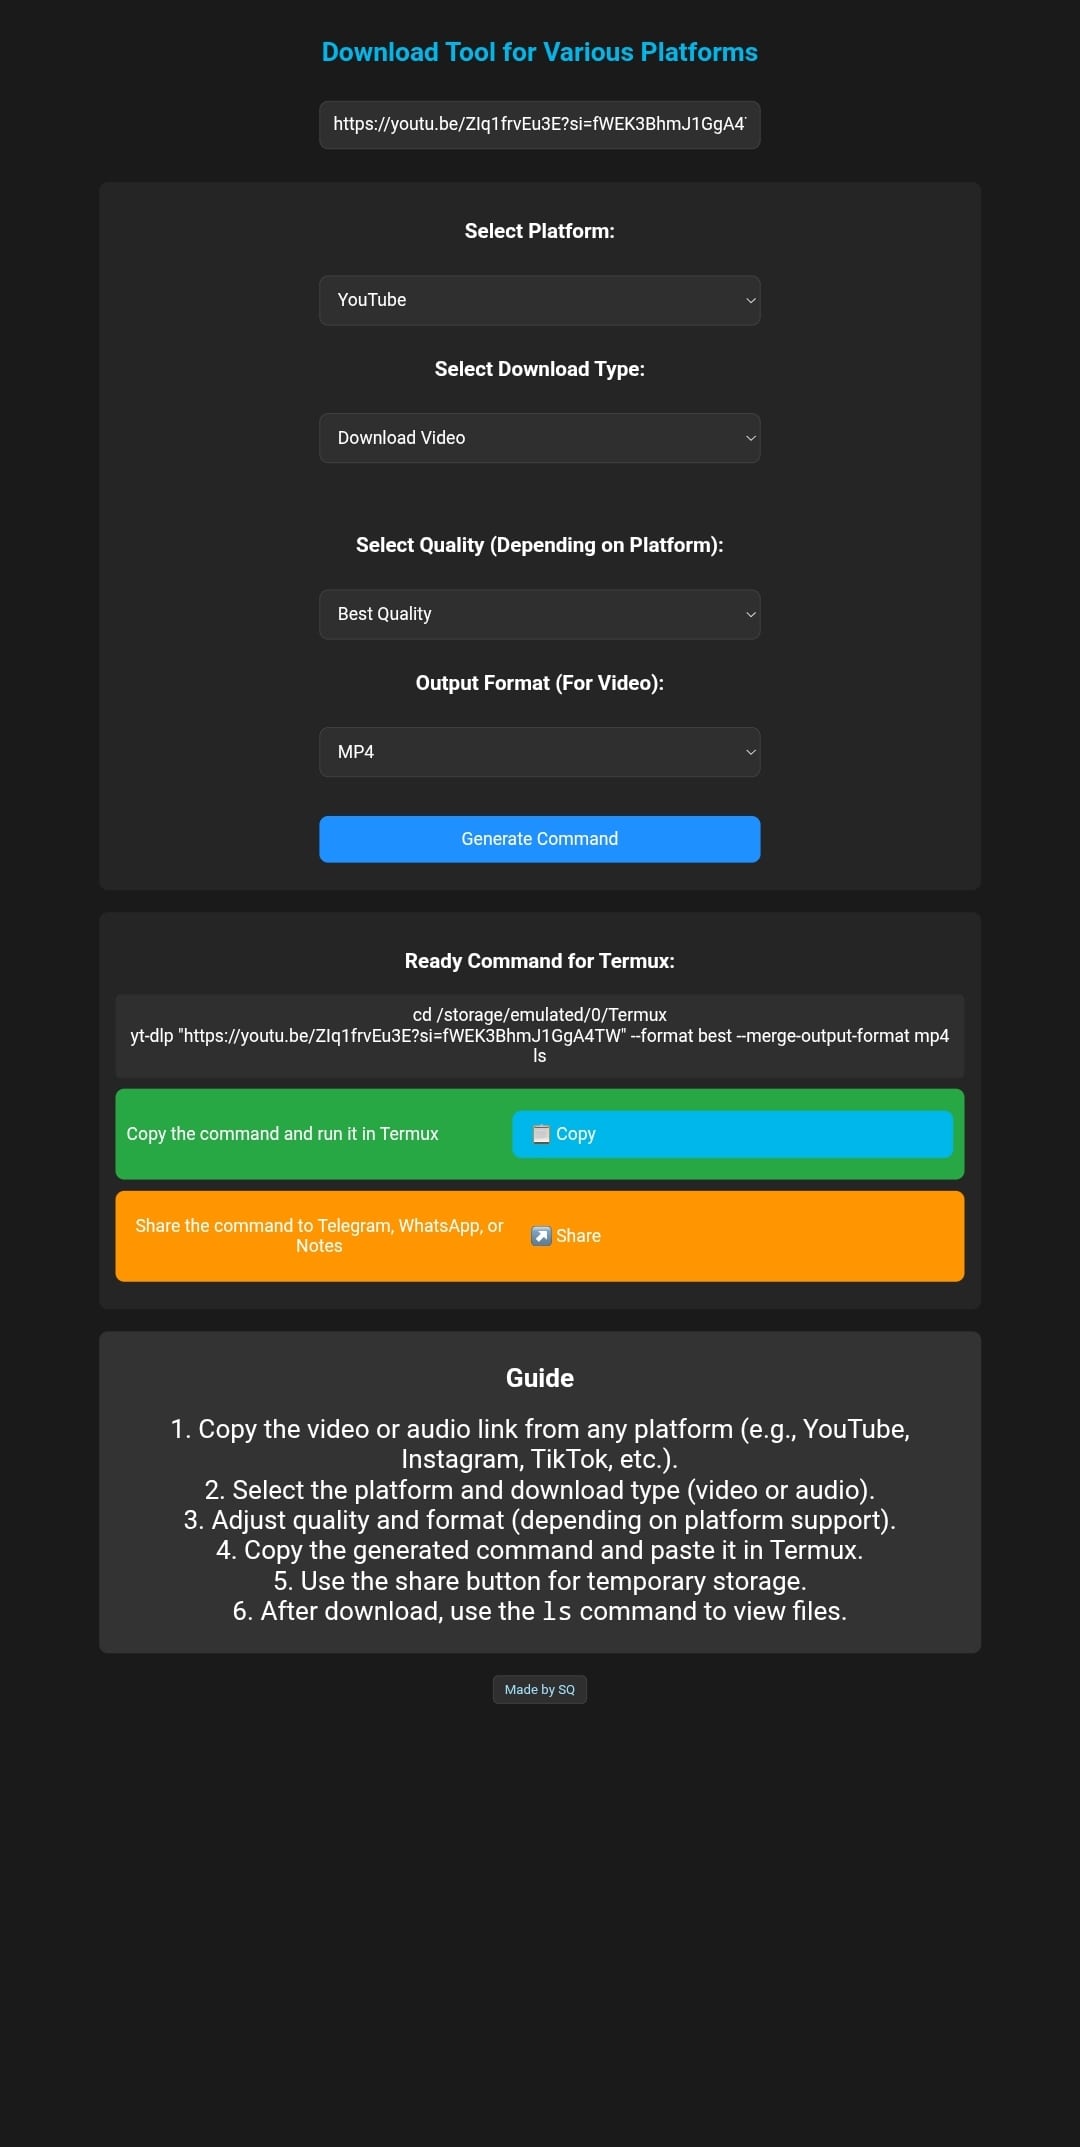 Download Tool for Various Platforms
https://youtu.be/ZIq1frvEu3E?si=fWEK3BhmJ1GgA4
Select Platform:
YouTube
Select Download Type:
Download Video
Select Quality (Depending on Platform):
Best Quality
Output Format (For Video):
MP4
Generate Command
Ready Command for Termux:
cd /storage/emulated/0/Termux
yt-dlp "https://youtu.be/ZIq1frvEu3E?si=fWEK3BhmJ1GgA4TW" --format best --merge-output-format mp4
ls
Copy the command and run it in Termux
📋 Copy
Share the command to Telegram, WhatsApp, or
Notes
↗️ Share
Guide
1. Copy the video or audio link from any platform (e.g., YouTube,
Instagram, TikTok, etc.).
2. Select the platform and download type (video or audio).
3. Adjust quality and format (depending on platform support).
4. Copy the generated command and paste it in Termux.
5. Use the share button for temporary storage.
6. After download, use the ls command to view files.
Made by SQ